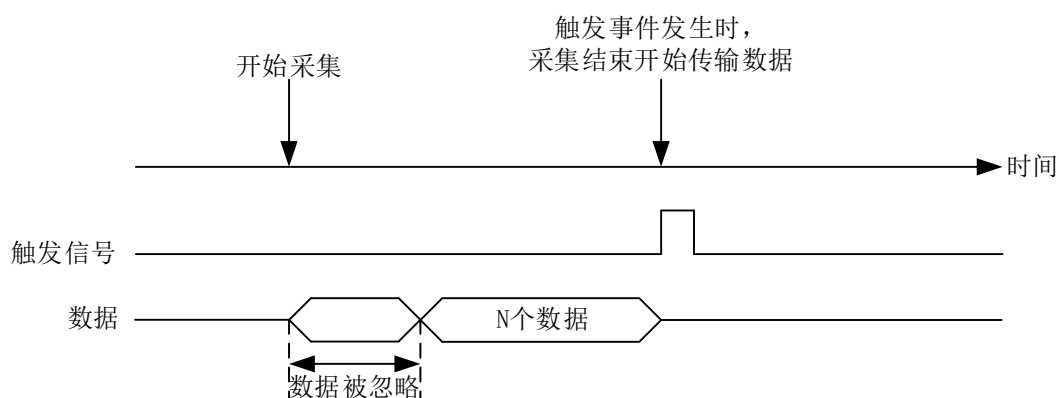 触发事件发生时，
采集结束开始传输数据
开始采集
时间
触发信号
数据
N个数据
数据被忽略